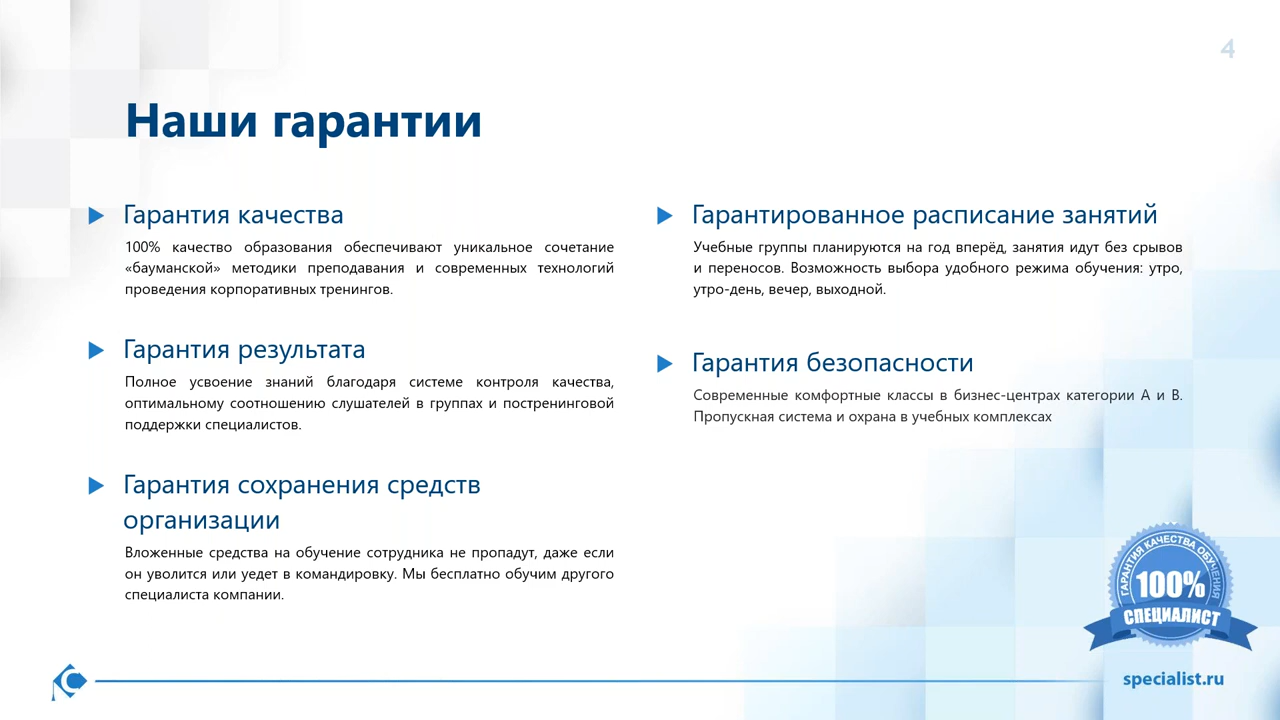 4
Наши гарантии
Гарантия качества
100% качество образования обеспечивают уникальное сочетание
«бауманской» методики преподавания и современных технологий
проведения корпоративных тренингов.
Гарантия результата
Полное усвоение знаний благодаря системе контроля качества,
оптимальному соотношению слушателей в группах и постренинговой
поддержки специалистов.
Гарантия сохранения средств
организации
Вложенные средства на обучение сотрудника не пропадут, даже если
он уволится или уедет в командировку. Мы бесплатно обучим другого
специалиста компании.
Гарантированное расписание занятий
Учебные группы планируются на год вперёд, занятия идут без срывов
и переносов. Возможность выбора удобного режима обучения: утро,
утро-день, вечер, выходной.
Гарантия безопасности
Современные комфортные классы в бизнес-центрах категории А и В.
Пропускная система и охрана в учебных комплексах
ГАРАНТИЯ КАЧЕСТВА ОБУЧЕНИЯ
100%
СПЕЦИАЛИСТ
specialist.ru